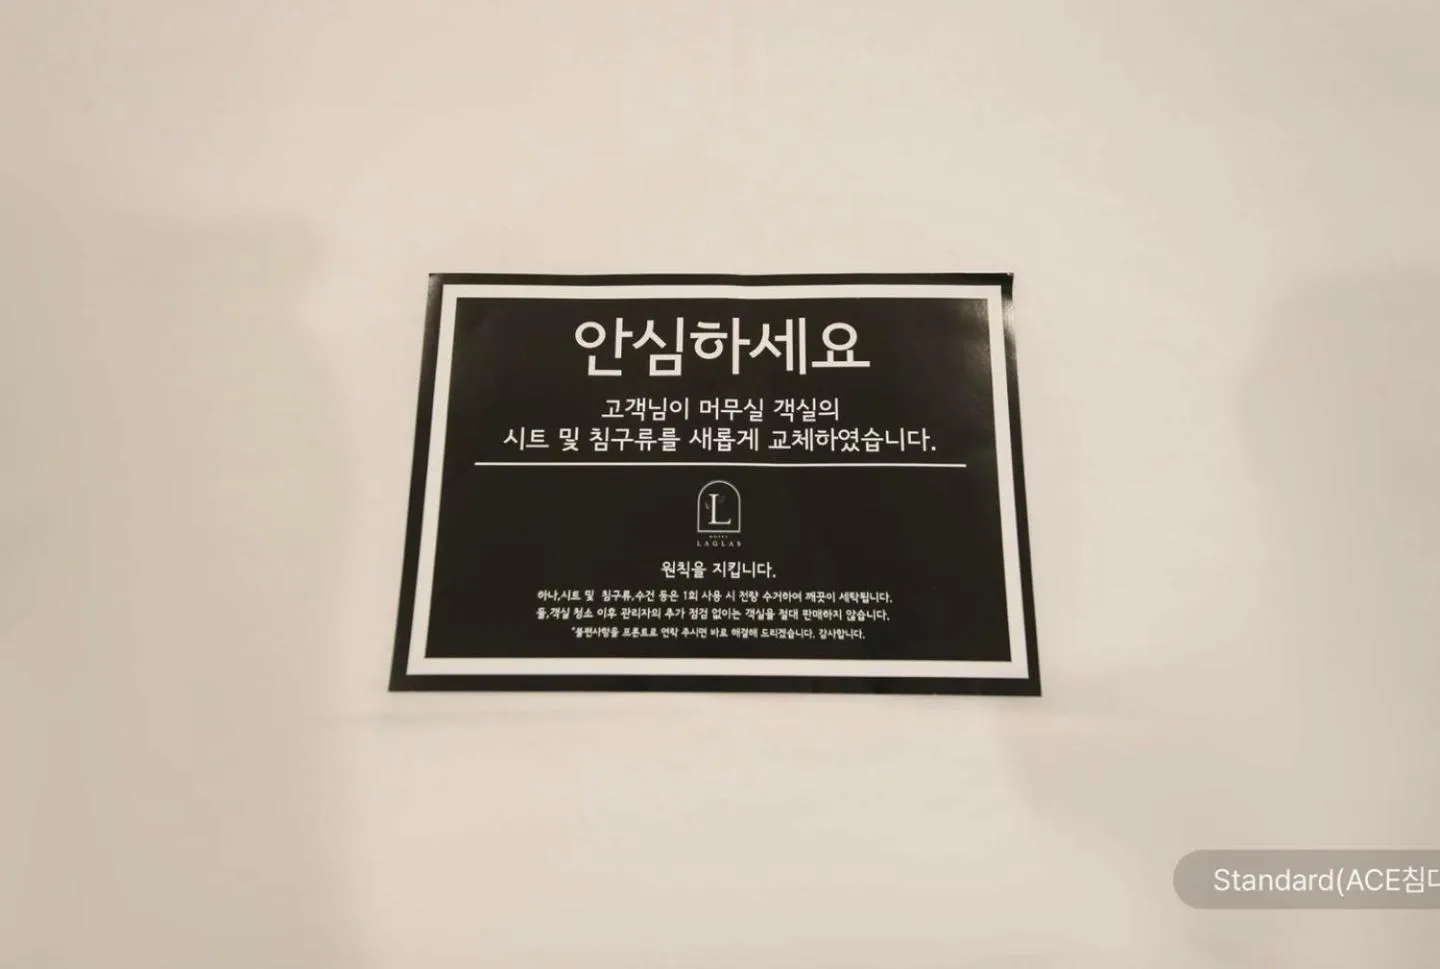 안심하세요
고객님이 머무실 객실의
시트 및 침구류를 새롭게 교체하였습니다.
L
HOTEL
LAGLAS
원칙을 지킵니다.
하나,시트 및 침구류,수건 등은 1회 사용 시 전량 수거하여 깨끗이 세탁됩니다.
둘,객실 청소 이후 관리자의 추가 점검 없이는 객실을 절대 판매하지 않습니다.
*불편사항을 프론트로 연락 주시면 바로 해결해 드리겠습니다. 감사합니다.
Standard(ACE침대